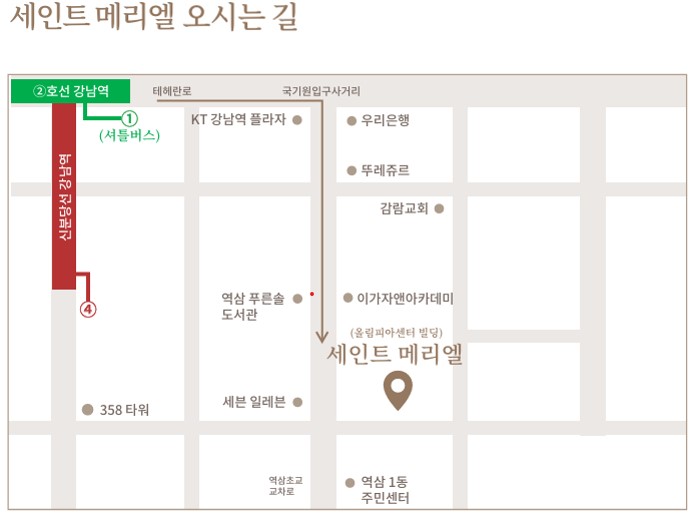 세인트 메리엘 오시는 길
②호선 강남역
테헤란로
국기원입구사거리
①
(셔틀버스)
KT 강남역 플라자
우리은행
신분당선 강남역
뚜레쥬르
감람교회
④
역삼 푸른솔
도서관
이가자앤아카데미
(올림피아센터 빌딩)
세인트 메리엘
358 타워
세븐 일레븐
역삼초교
교차로
역삼 1동
주민센터